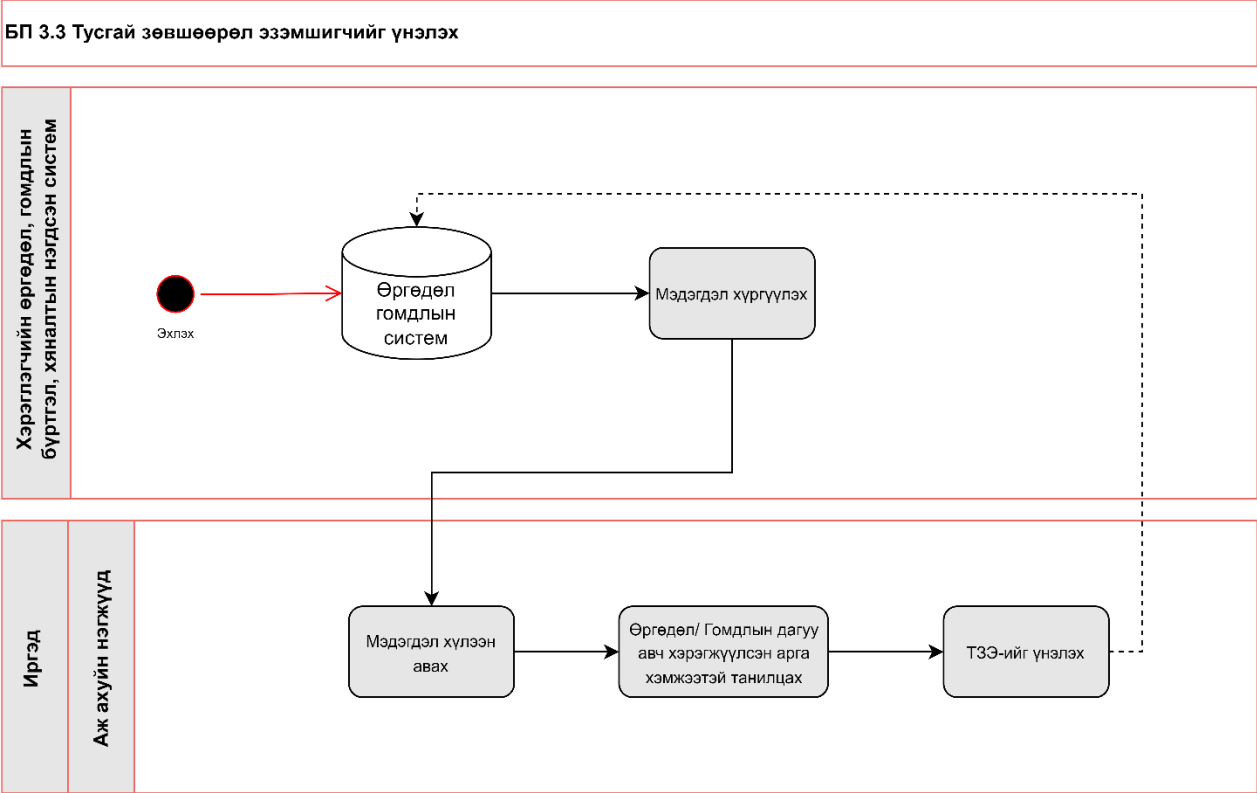 БП 3.3 Тусгай зөвшөөрөл эзэмшигчийг үнэлэх
Хэрэглэгчийн өргөдөл, гомдлын
бүртгэл, хяналтын нэгдсэн систем
Эхлэх
Өргөдөл
гомдлын
систем
Мэдэгдэл хүргүүлэх
Иргэд
Аж ахуйн нэгжүүд
Мэдэгдэл хүлээн
авах
Өргөдөл/ Гомдлын дагуу
авч хэрэгжүүлсэн арга
хэмжээтэй танилцах
ТЗЭ-ийг үнэлэх